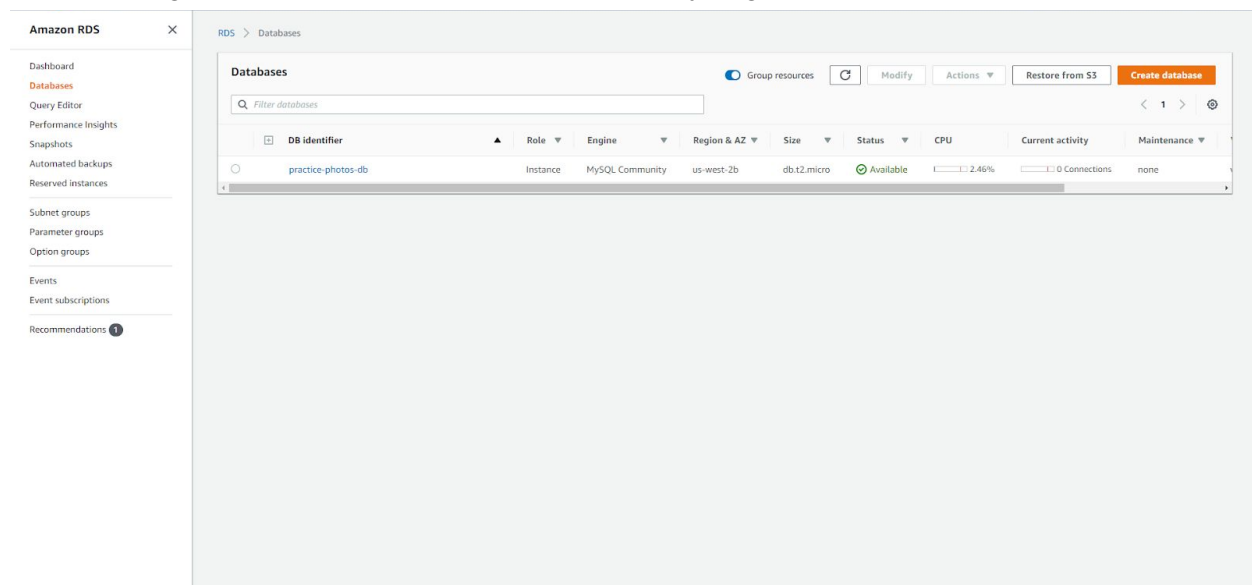 Amazon RDS
Dashboard
Databases
Query Editor
Performance Insights
Snapshots
Automated backups
Reserved instances
Subnet groups
Parameter groups
Option groups
Events
Event subscriptions
Recommendations 1
RDS > Databases
Databases
Group resources Modify Actions Restore from S3 Create database
Filter databases
< 1 >
DB identifier Role Engine Region & AZ Size Status CPU Current activity Maintenance
practice-photos-db Instance MySQL Community us-west-2b db.t2.micro Available 2.46% 0 Connections none